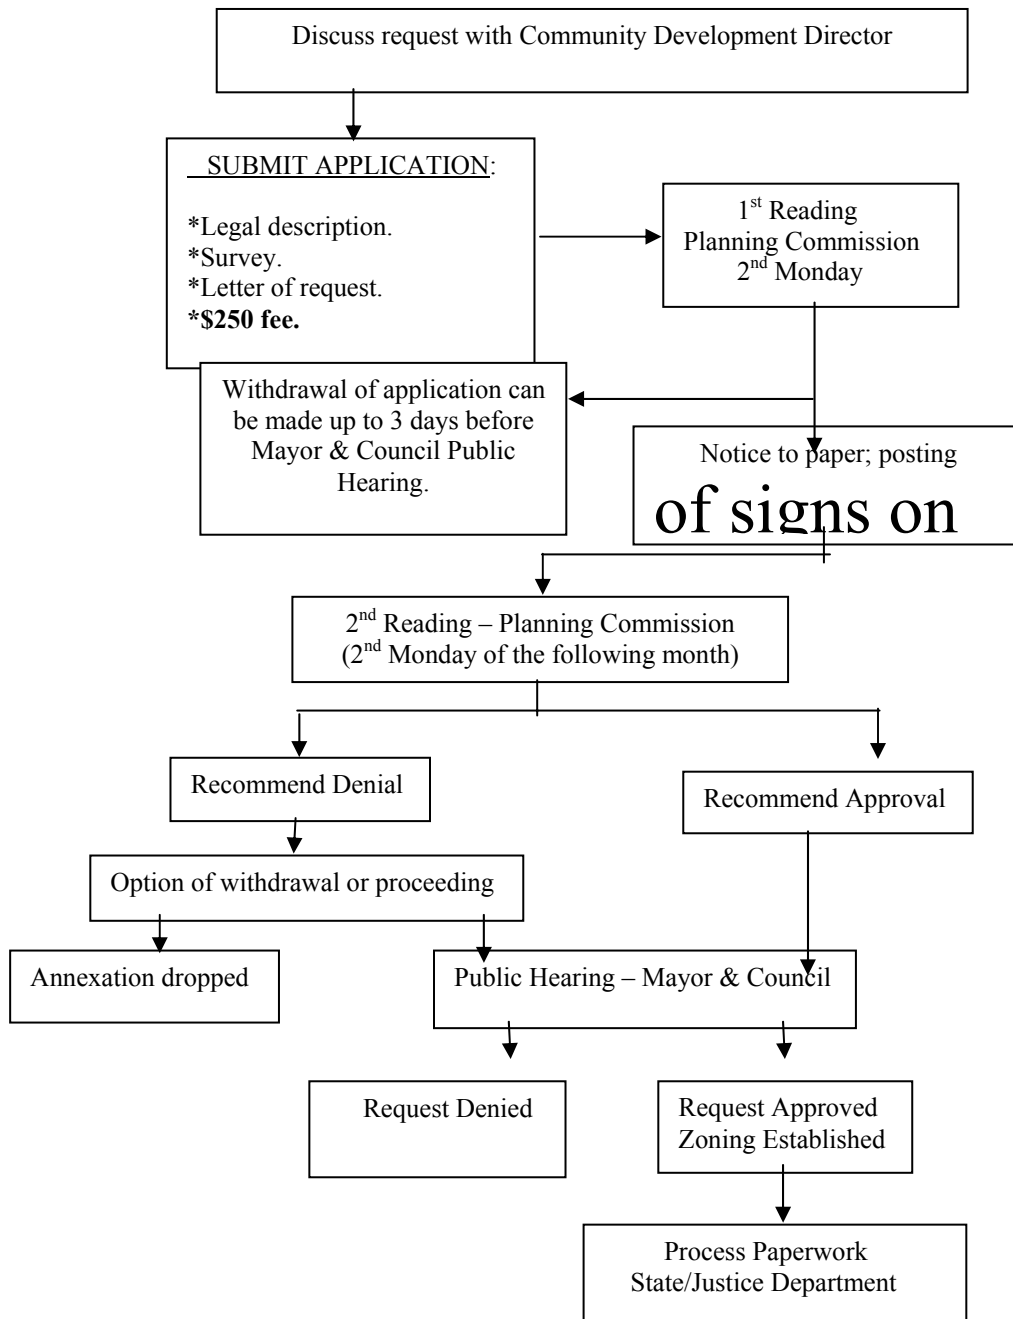 Discuss request with Community Development Director
SUBMIT APPLICATION:
*Legal description.
*Survey.
*Letter of request.
*$250 fee.
1st Reading
Planning Commission
2nd Monday
Withdrawal of application can
be made up to 3 days before
Mayor & Council Public
Hearing.
Notice to paper; posting
of signs on
2nd Reading – Planning Commission
(2nd Monday of the following month)
Recommend Denial
Recommend Approval
Option of withdrawal or proceeding
Annexation dropped
Public Hearing – Mayor & Council
Request Denied
Request Approved
Zoning Established
Process Paperwork
State/Justice Department